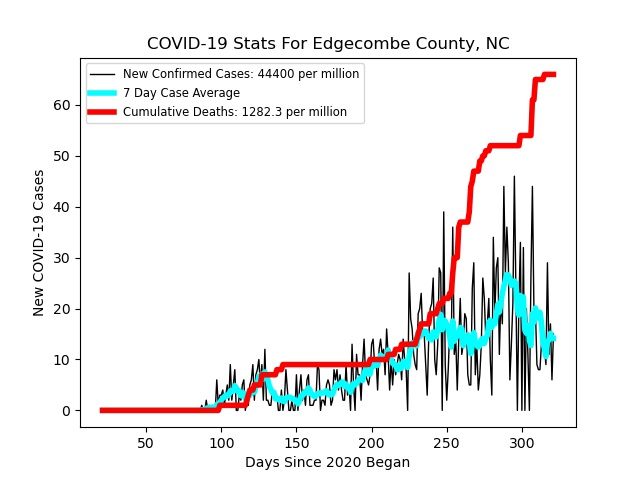 COVID-19 Stats For Edgecombe County, NC
New Confirmed Cases: 44400 per million
7 Day Case Average
Cumulative Deaths: 1282.3 per million
60
50
40
30
20
10
0
New COVID-19 Cases
50 100 150 200 250 300
Days Since 2020 Began